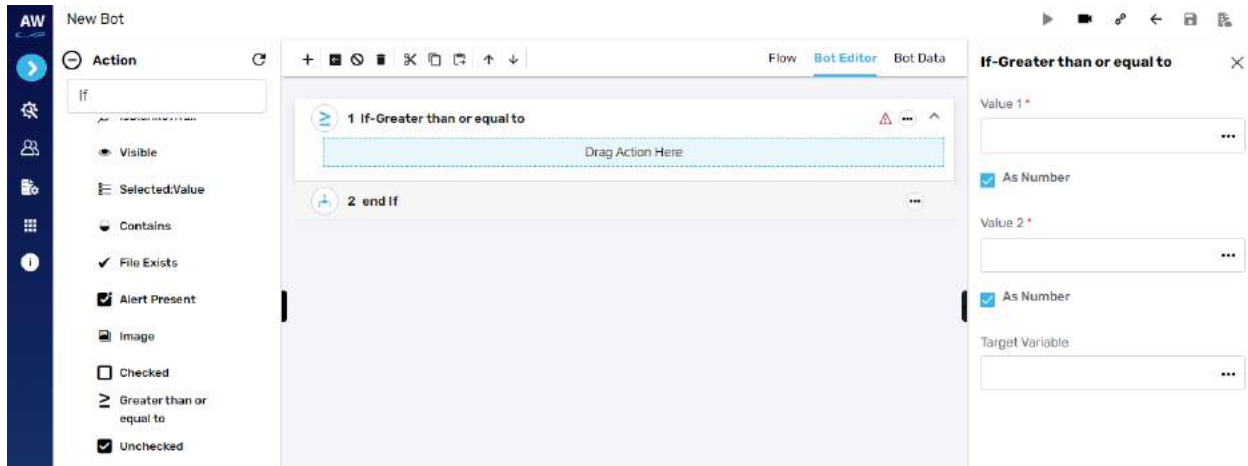 AW
New Bot
Action
If
Visible
Selected:Value
Contains
File Exists
Alert Present
Image
Checked
Greater than or
equal to
Unchecked
Flow Bot Editor Bot Data
1 If-Greater than or equal to
Drag Action Here
2 end If
If-Greater than or equal to
Value 1 *
As Number
Value 2 *
As Number
Target Variable